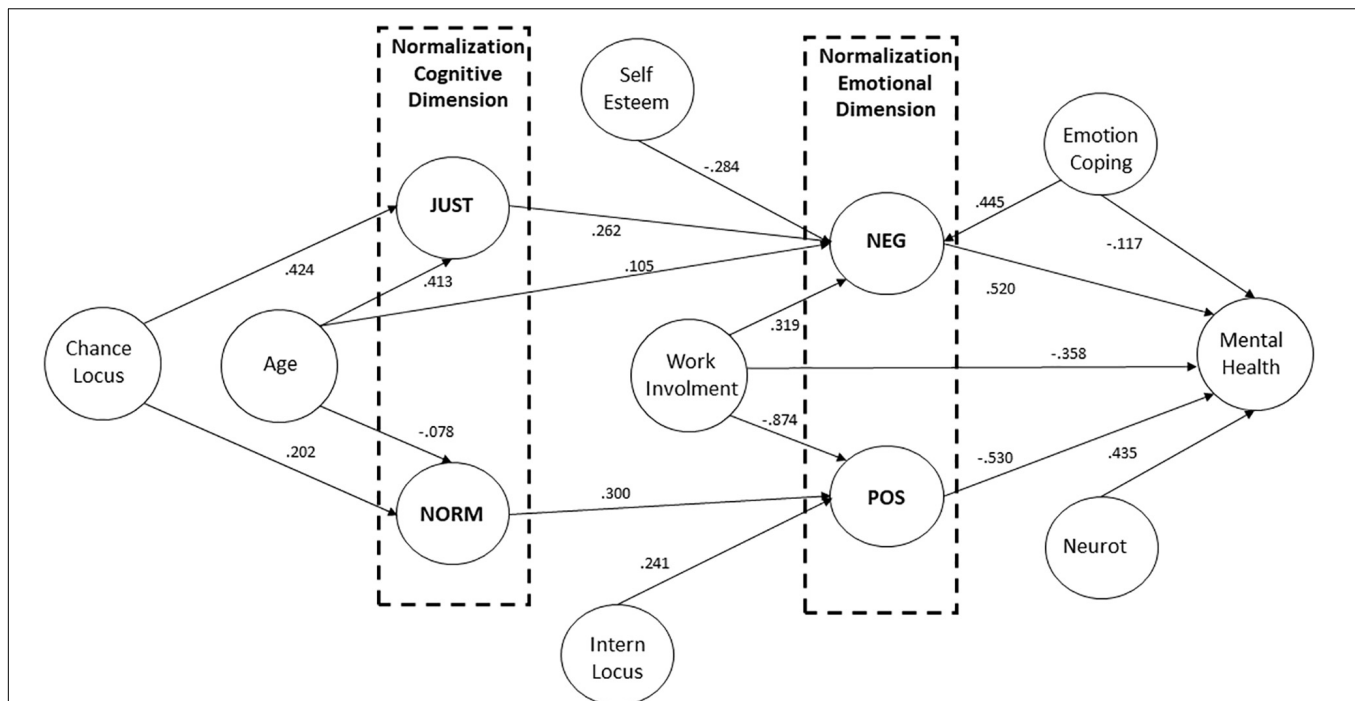 Normalization
Cognitive
Dimension
Self
Esteem
Normalization
Emotional
Dimension
Emotion
Coping
-.284
JUST
.445
NEG
.262
-.117
.424
.105
.413
.520
.319
Chance
Locus
Age
Work
Involment
-.358
Mental
Health
-.078
-.874
.202
-.530
.435
NORM
.300
POS
Neurot
.241
Intern
Locus